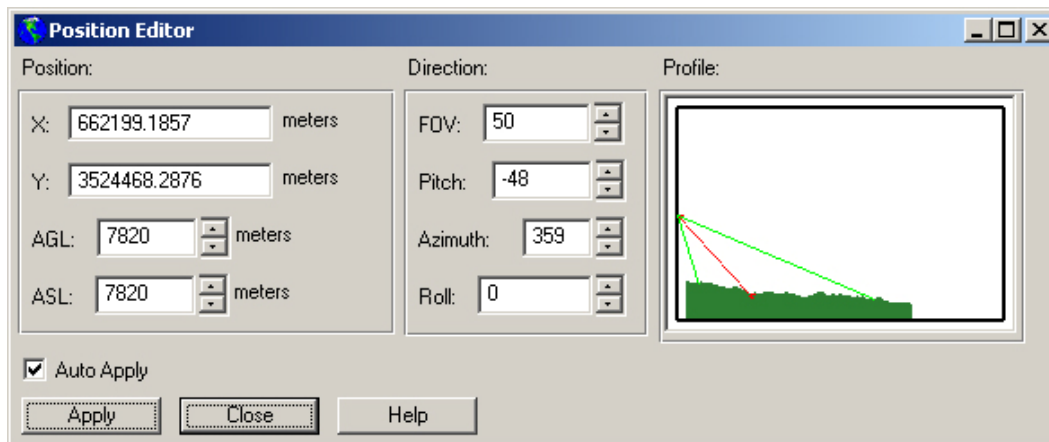 Position Editor
Position: Direction: Profile:
X: 662199.1857 meters FOV: 50
Y: 3524468.2876 meters Pitch: -48
AGL: 7820 meters Azimuth: 359
ASL: 7820 meters Roll: 0
Auto Apply
Apply Close Help